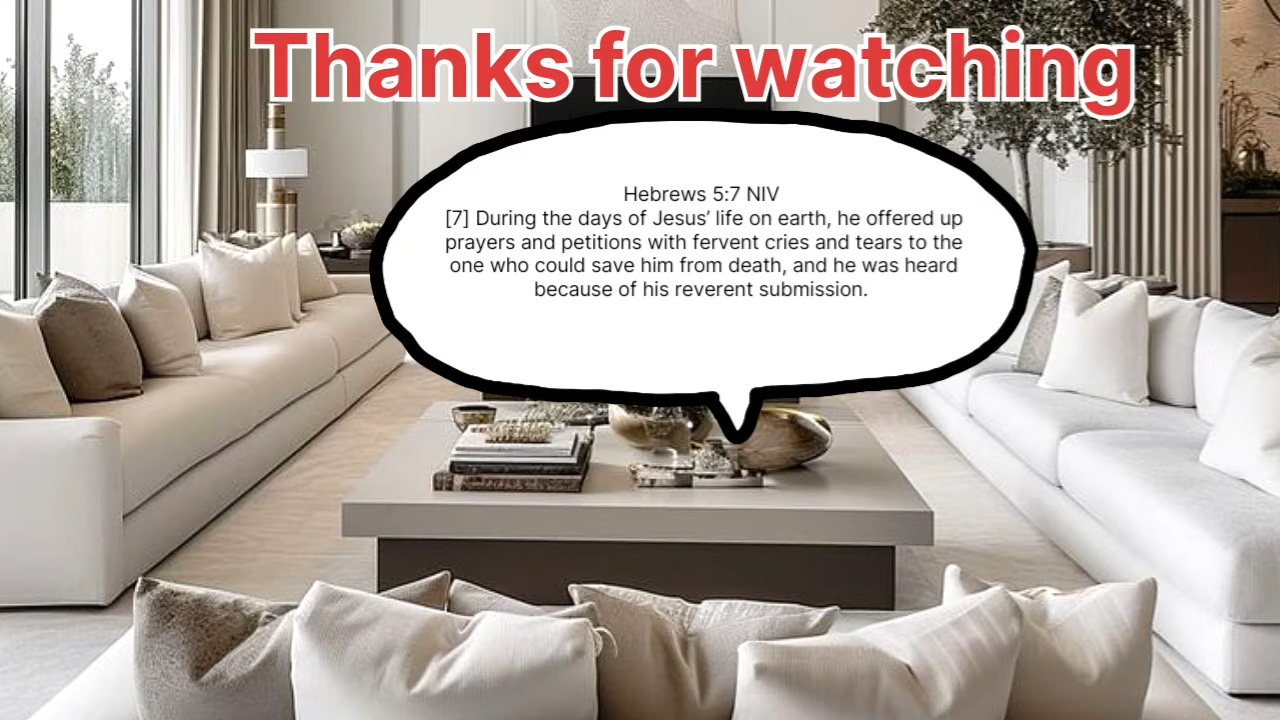 Thanks for watching
Hebrews 5:7 NIV
[7] During the days of Jesus’ life on earth, he offered up
prayers and petitions with fervent cries and tears to the
one who could save him from death, and he was heard
because of his reverent submission.